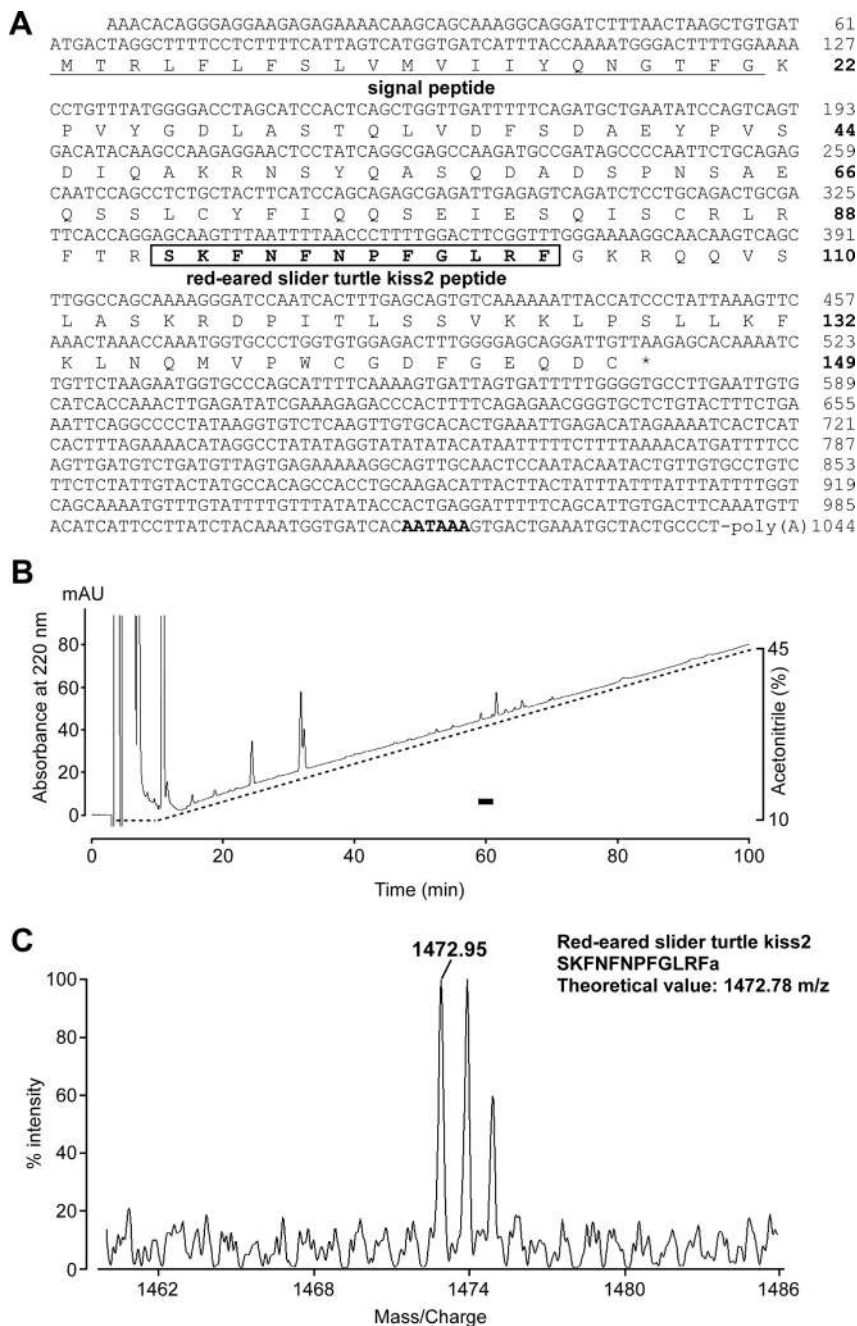 A
AAACACAGGGAGGAAGAGAGAAAACAAGCAGCAAAGGCAGGATCTTTAACTAAGCTGTGAT 61
ATGACTAGGCTTTTCCTCTTTTCATTAGTCATGGTGATCATTTACCAAAATGGGACTTTTGGAAAA 127
M T R L F L F S L V M V I I Y Q N G T F G K 22
signal peptide
CCTGTTTATGGGGACCTAGCATCCACTCAGCTGGTTGATTTTTCAGATGCTGAATATCCAGTCAGT 193
P V Y G D L A S T Q L V D F S D A E Y P V S 44
GACATACAAGCCAAGAGGAACTCCTATCAGGCGAGCCAAGATGCCGATAGCCCCAATTCTGCAGAG 259
D I Q A K R N S Y Q A S Q D A D S P N S A E 66
CAATCCAGCCTCTGCTACTTCATCCAGCAGAGCGAGATTGAGAGTCAGATCTCCTGCAGACTGCGA 325
Q S S L C Y F I Q Q S E I E S Q I S C R L R 88
TTCACCAGGAGCAAGTTTAATTTTAACCCTTTTGGACTTCGGTTTGGGAAAAGGCAACAAGTCAGC 391
F T R S K F N F N P F G L R F G K R Q Q V S 110
red-eared slider turtle kiss2 peptide
TTGGCCAGCAAAAGGGATCCAATCACTTTGAGCAGTGTCAAAAAATTACCATCCCTATTAAAGTTC 457
L A S K R D P I T L S S V K K L P S L L K F 132
AAACTAAACCAAATGGTGCCCTGGTGTGGAGACTTTGGGGAGCAGGATTGTTAAGAGCACAAAATC 523
K L N Q M V P W C G D F G E Q D C * 149
TGTTCTAAGAATGGTGCCCAGCATTTTCAAAAGTGATTAGTGATTTTTGGGGTGCCTTGAATTGTG 589
CATCACCAAACTTGAGATATCGAAAGAGACCCACTTTTCAGAGAACGGGTGCTCTGTACTTTCTGA 655
AATTCAGGCCCCTATAAGGTGTCTCAAGTTGTGCACACTGAAATTGAGACATAGAAAATCACTCAT 721
CACTTTAGAAAACATAGGCCTATATAGGTATATATACATAATTTTTCTTTTAAAACATGATTTTCC 787
AGTTGATGTCTGATGTTAGTGAGAAAAAGGCAGTTGCAACTCCAATACAATACTGTTGTGCCTGTC 853
TTCTCTATTGTACTATGCCACAGCCACCTGCAAGACATTACTTACTATTTATTTATTTATTTTGGT 919
CAGCAAAATGTTTGTATTTTGTTTATATACCACTGAGGATTTTTCAGCATTGTGACTTCAAATGTT 985
ACATCATTCCTTATCTACAAATGGTGATCACAATAAAGTGACTGAAATGCTACTGCCCT-poly(A)1044
B
mAU
Absorbance at 220 nm
80
60
40
20
0
45
10
Acetonitrile (%)
0 20 40 60 80 100
Time (min)
C
1472.95
Red-eared slider turtle kiss2
SKFNFNPFGLRFa
Theoretical value: 1472.78 m/z
% intensity
100
80
60
40
20
0
1462 1468 1474 1480 1486
Mass/Charge